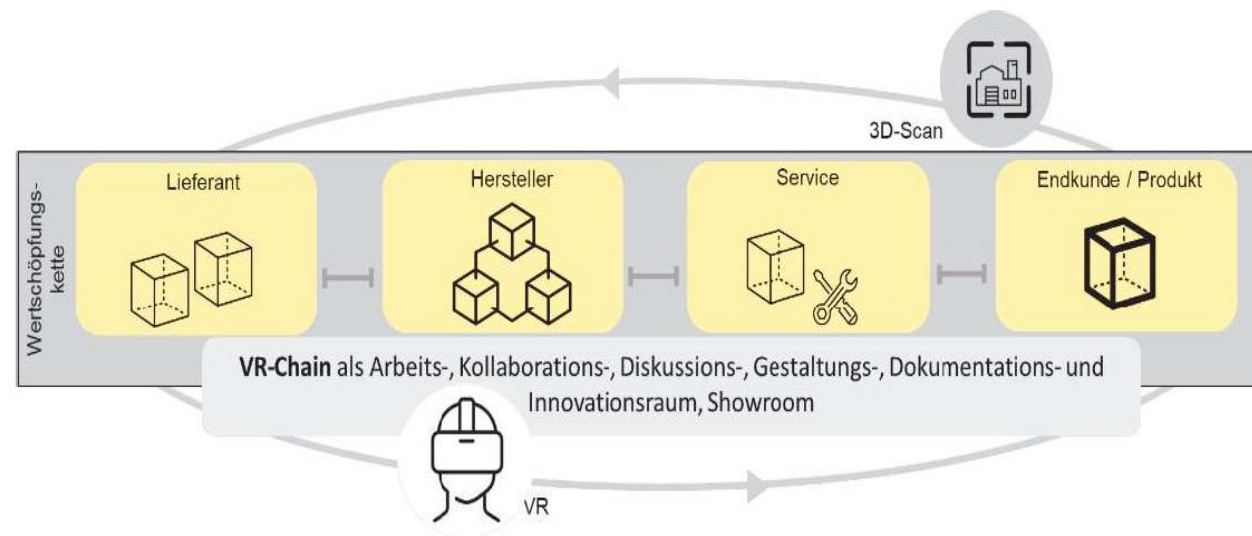 3D-Scan
Wertschöpfungs-
kette
Lieferant
Hersteller
Service
Endkunde / Produkt
VR-Chain als Arbeits-, Kollaborations-, Diskussions-, Gestaltungs-, Dokumentations- und
Innovationsraum, Showroom
VR